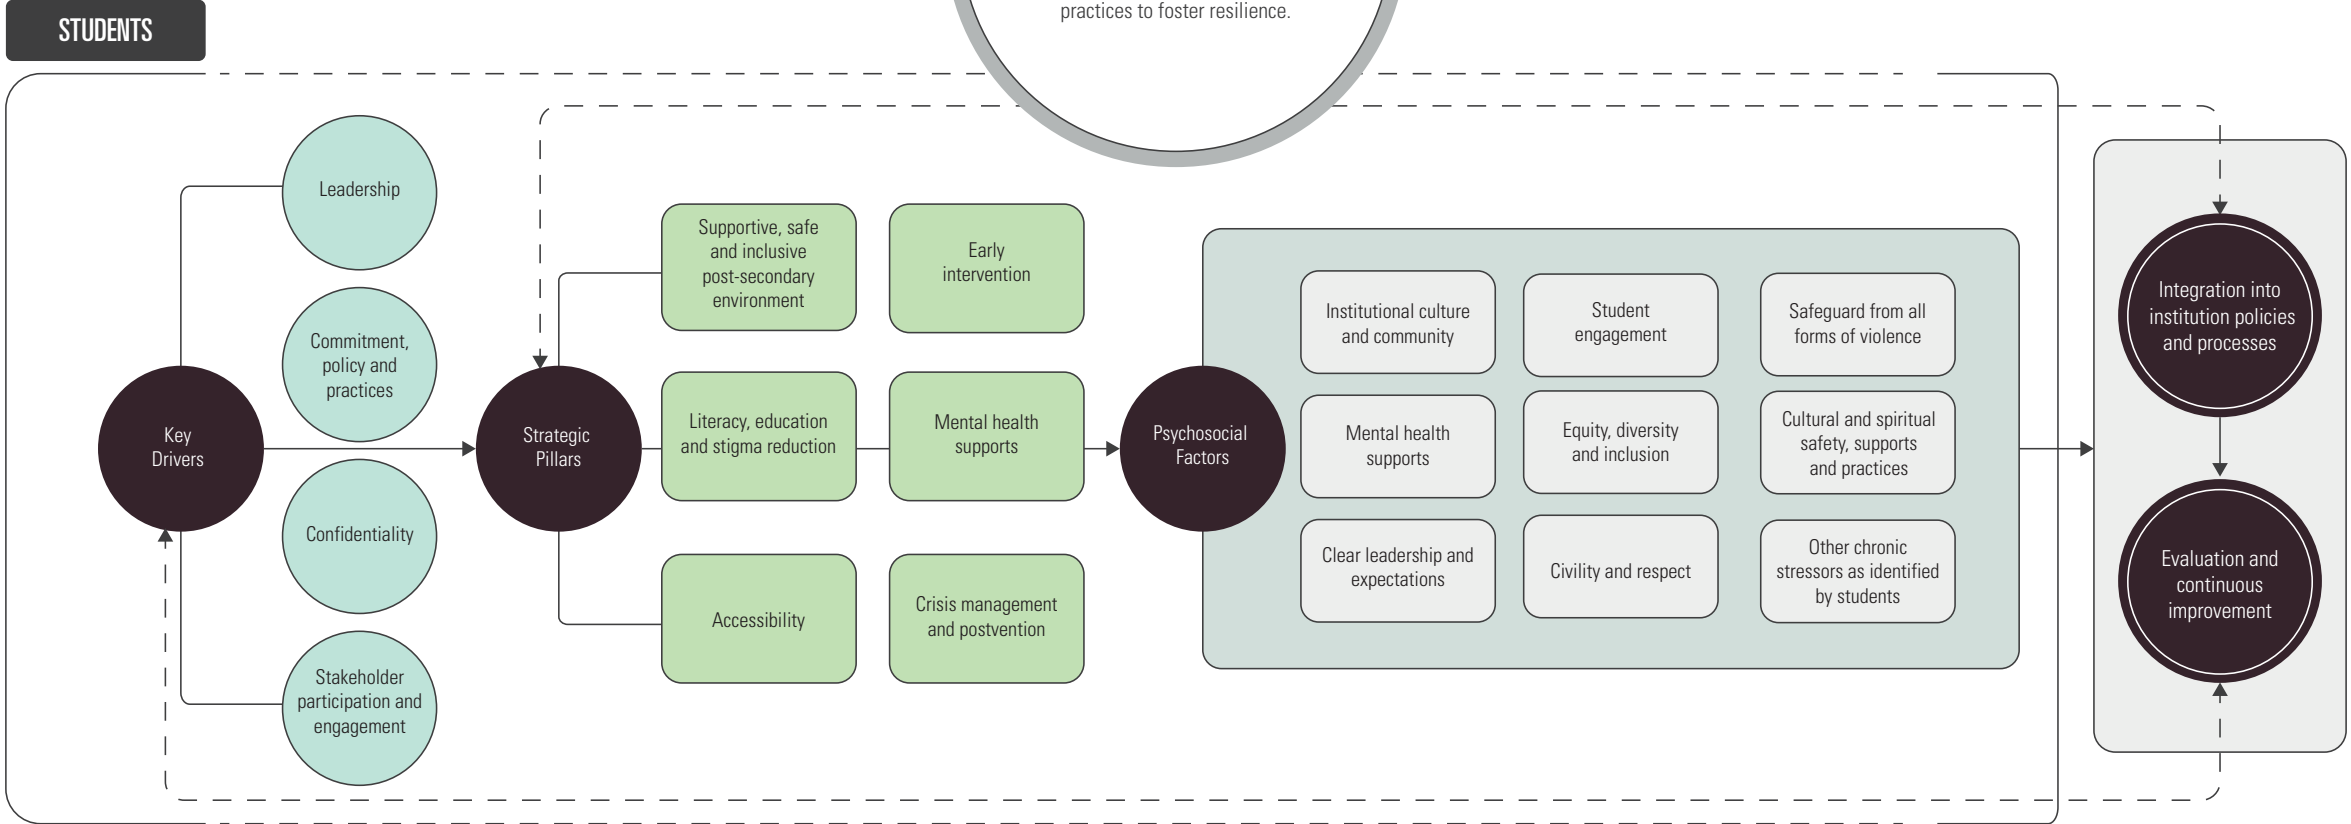 practices to foster resilience.
STUDENTS
Leadership
Commitment,
policy and
practices
Key
Drivers
Confidentiality
Stakeholder
participation and
engagement
Strategic
Pillars
Supportive, safe
and inclusive
post-secondary
environment
Early
intervention
Literacy, education
and stigma reduction
Mental health
supports
Accessibility
Crisis management
and postvention
Psychosocial
Factors
Institutional culture
and community
Student
engagement
Safeguard from all
forms of violence
Mental health
supports
Equity, diversity
and inclusion
Cultural and spiritual
safety, supports
and practices
Clear leadership and
expectations
Civility and respect
Other chronic
stressors as identified
by students
Integration into
institution policies
and processes
Evaluation and
continuous
improvement